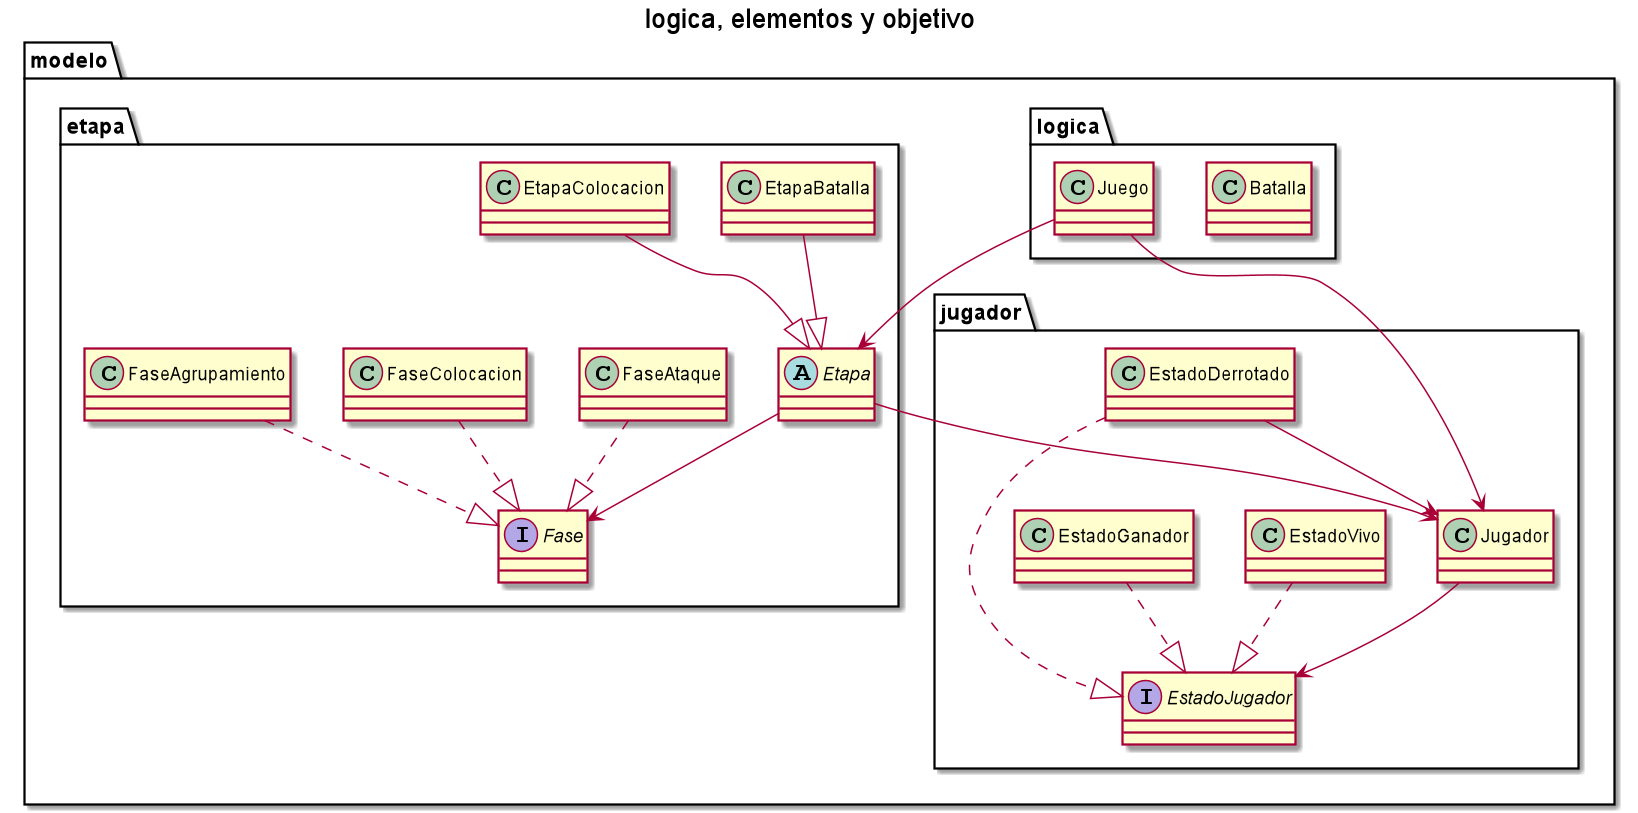 logica, elementos y objetivo
modelo
etapa
logica
C EtapaColocacion
C EtapaBatalla
C Juego
C Batalla
jugador
C FaseAgrupamiento
C FaseColocacion
C FaseAtaque
A Etapa
C EstadoDerrotado
I Fase
C EstadoGanador
C EstadoVivo
C Jugador
I EstadoJugador